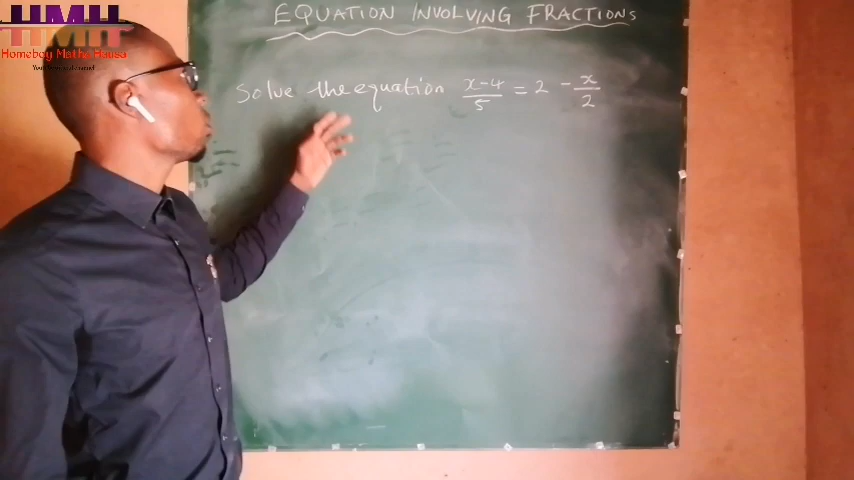 HMH
Homeboy Maths Hausa
EQUATION INVOLVING FRACTIONS
Solve the equation x-4/5 = 2 - x/2